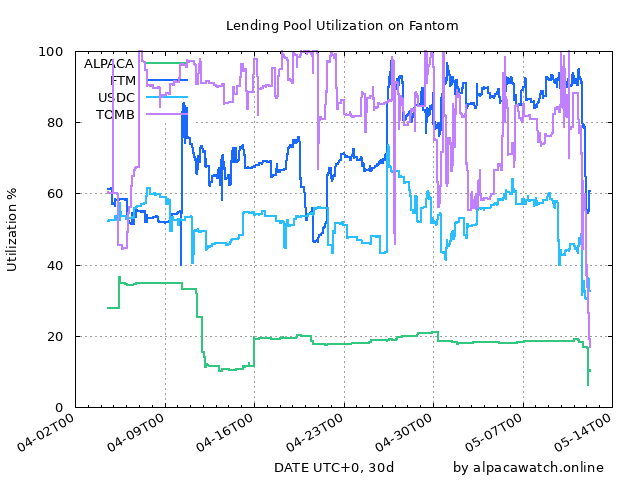 Lending Pool Utilization on Fantom
Utilization %
100
80
60
40
20
0
ALPACA
FTM
USDC
TOMB
04-02T00
04-09T00
04-16T00
04-23T00
04-30T00
05-07T00
05-14T00
DATE UTC+0, 30d
by alpacawatch.online